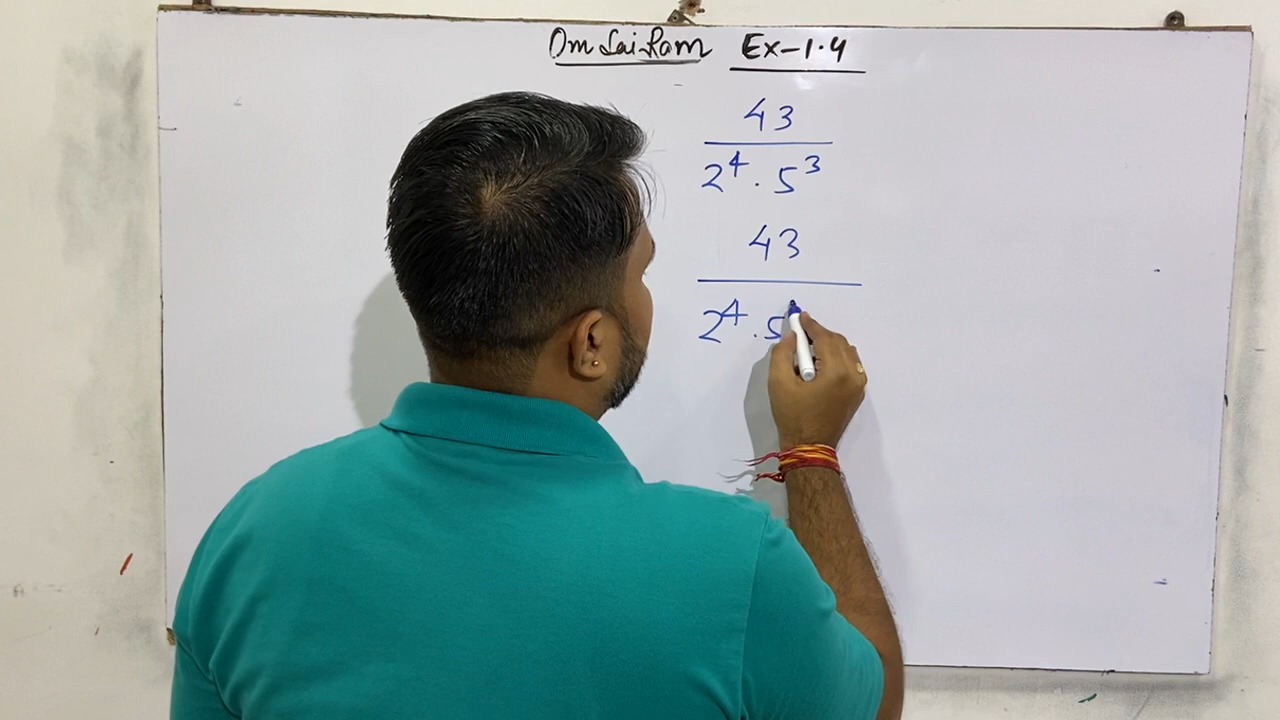 Om Sai Ram Ex-1.4
43
2⁴ . 5³
43
2⁴ . 5